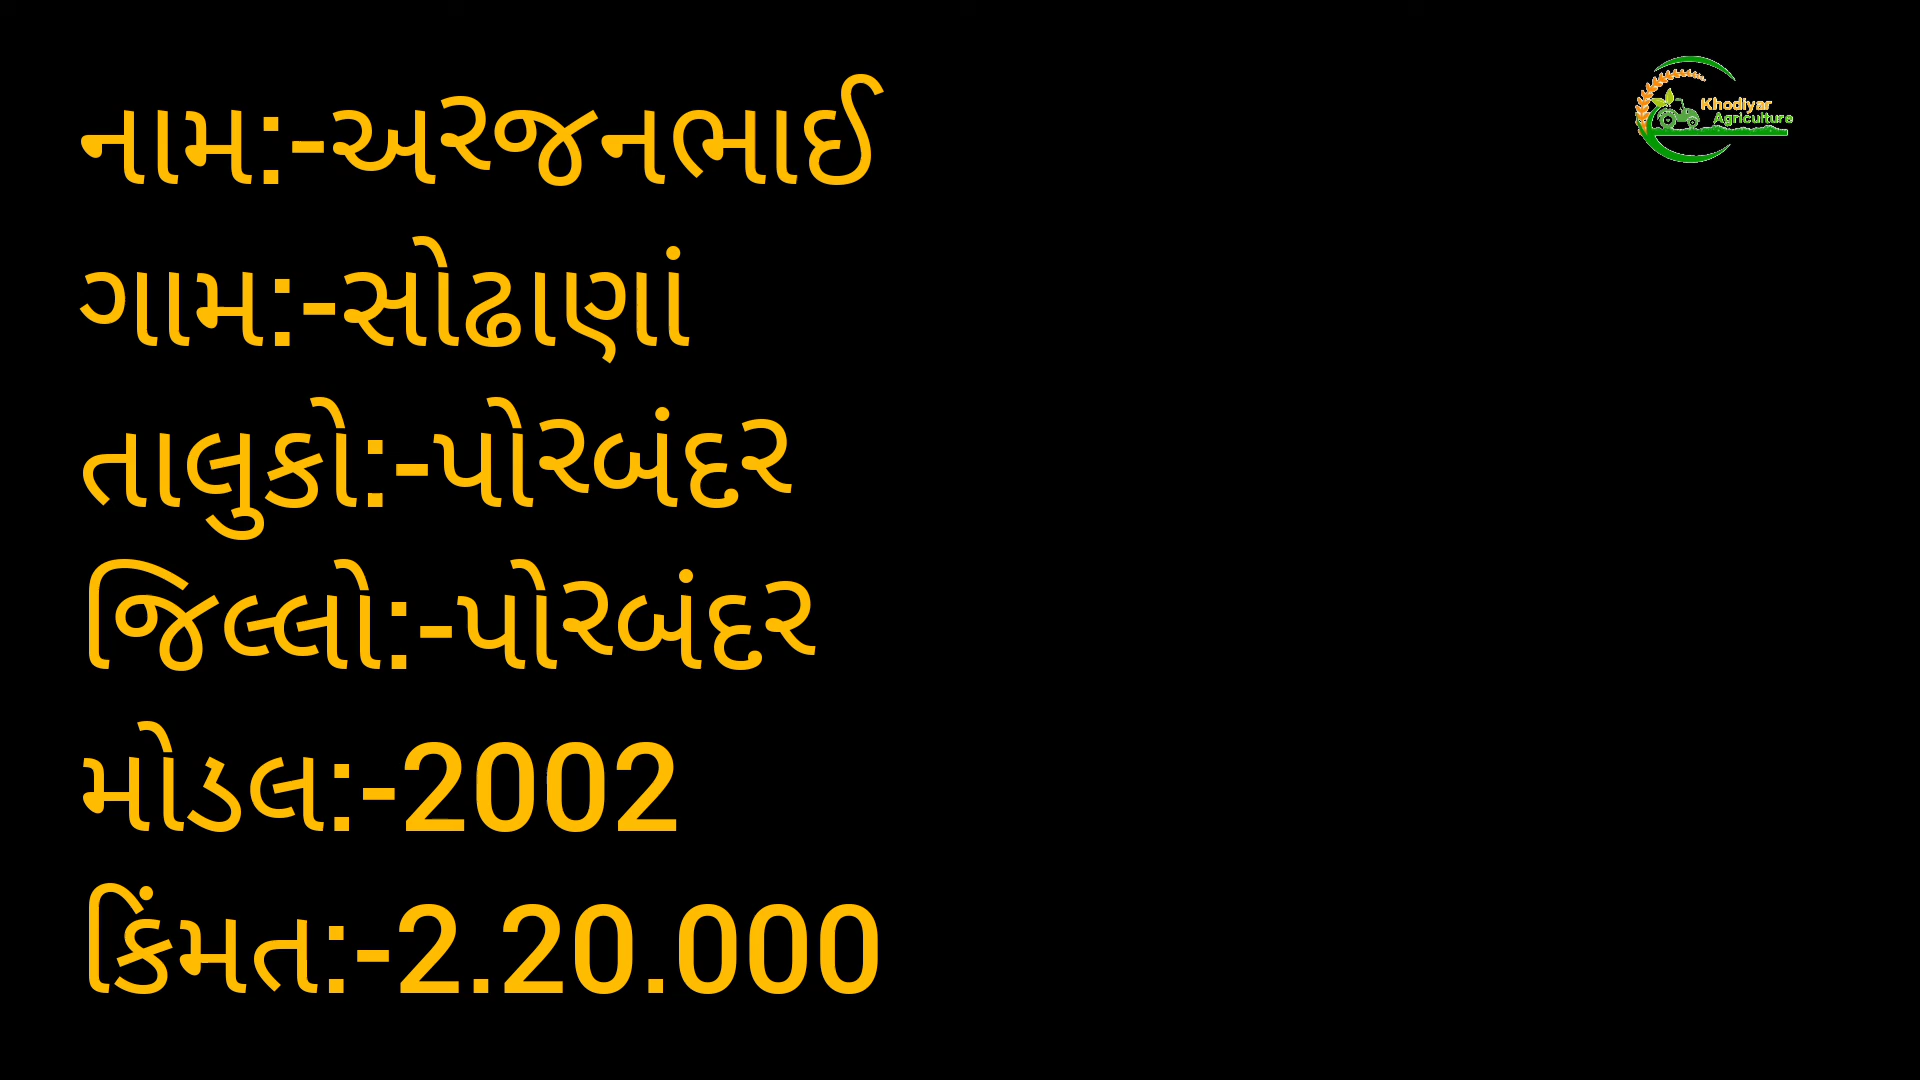 નામ:-અરજનભાઈ
Khodiyar
Agriculture
ગામ:-સોઢાણાં
તાલુકો:-પોરબંદર
જિલ્લો:-પોરબંદર
મોડલ:-2002
કિંમત:-2.20.000